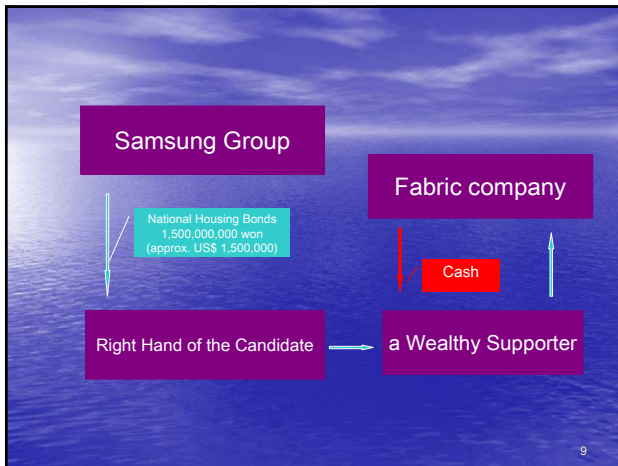 Samsung Group
Fabric company
National Housing Bonds
1,500,000,000 won
(approx. US$ 1,500,000)
Cash
Right Hand of the Candidate
a Wealthy Supporter
9